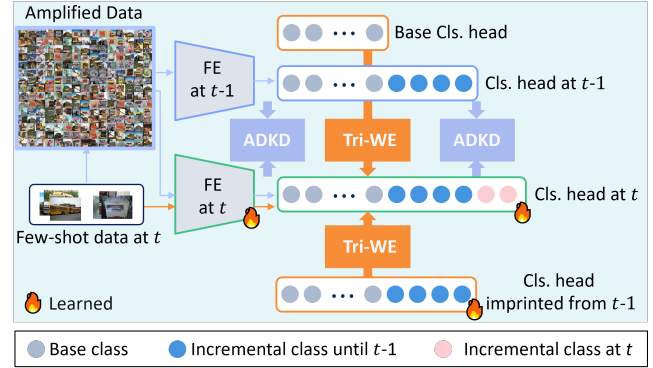 Amplified Data
Base Cls. head
FE
at t-1
Cls. head at t-1
ADKD
Tri-WE
ADKD
FE
at t
Cls. head at t
Few-shot data at t
Tri-WE
Cls. head
imprinted from t-1
Learned
Base class
Incremental class until t-1
Incremental class at t